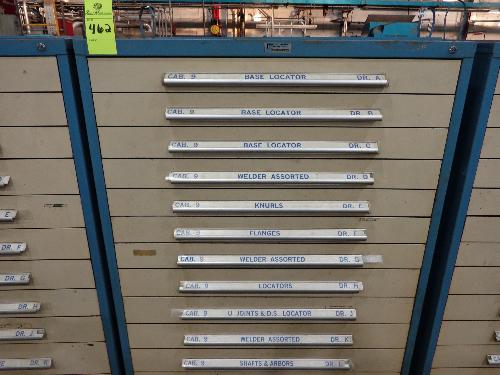 462
CAB. 9 BASE LOCATOR DR. A
CAB. 9 BASE LOCATOR DR. B
CAB. 9 BASE LOCATOR DR. C
CAB. 9 WELDER ASSORTED DR. D
CAB. 9 KNURLS DR. E
CAB. 9 FLANGES DR. F
CAB. 9 WELDER ASSORTED DR. G
CAB. 9 LOCATORS DR. H
CAB. 9 U JOINTS & D.S. LOCATOR DR. J
CAB. 9 WELDER ASSORTED DR. K
CAB. 9 SHAFTS & ARBORS DR. L
E
DR. F
DR. G
DR. H
DR. J
DR. K